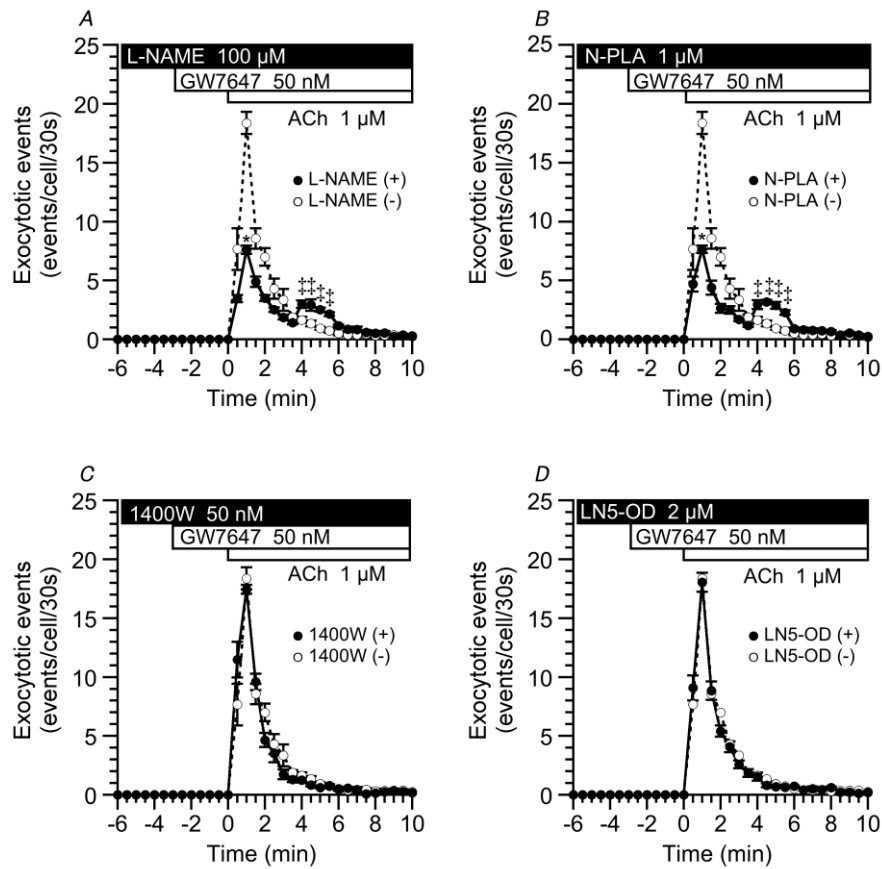 A
25
20
15
10
5
0
Exocytotic events
(events/cell/30s)
L-NAME 100 µM
GW7647 50 nM
ACh 1 µM
L-NAME (+)
L-NAME (-)
*
‡‡‡‡
-6 -4 -2 0 2 4 6 8 10
Time (min)
B
25
20
15
10
5
0
Exocytotic events
(events/cell/30s)
N-PLA 1 µM
GW7647 50 nM
ACh 1 µM
N-PLA (+)
N-PLA (-)
*
‡‡‡‡
-6 -4 -2 0 2 4 6 8 10
Time (min)
C
25
20
15
10
5
0
Exocytotic events
(events/cell/30s)
1400W 50 nM
GW7647 50 nM
ACh 1 µM
1400W (+)
1400W (-)
-6 -4 -2 0 2 4 6 8 10
Time (min)
D
25
20
15
10
5
0
Exocytotic events
(events/cell/30s)
LN5-OD 2 µM
GW7647 50 nM
ACh 1 µM
LN5-OD (+)
LN5-OD (-)
-6 -4 -2 0 2 4 6 8 10
Time (min)